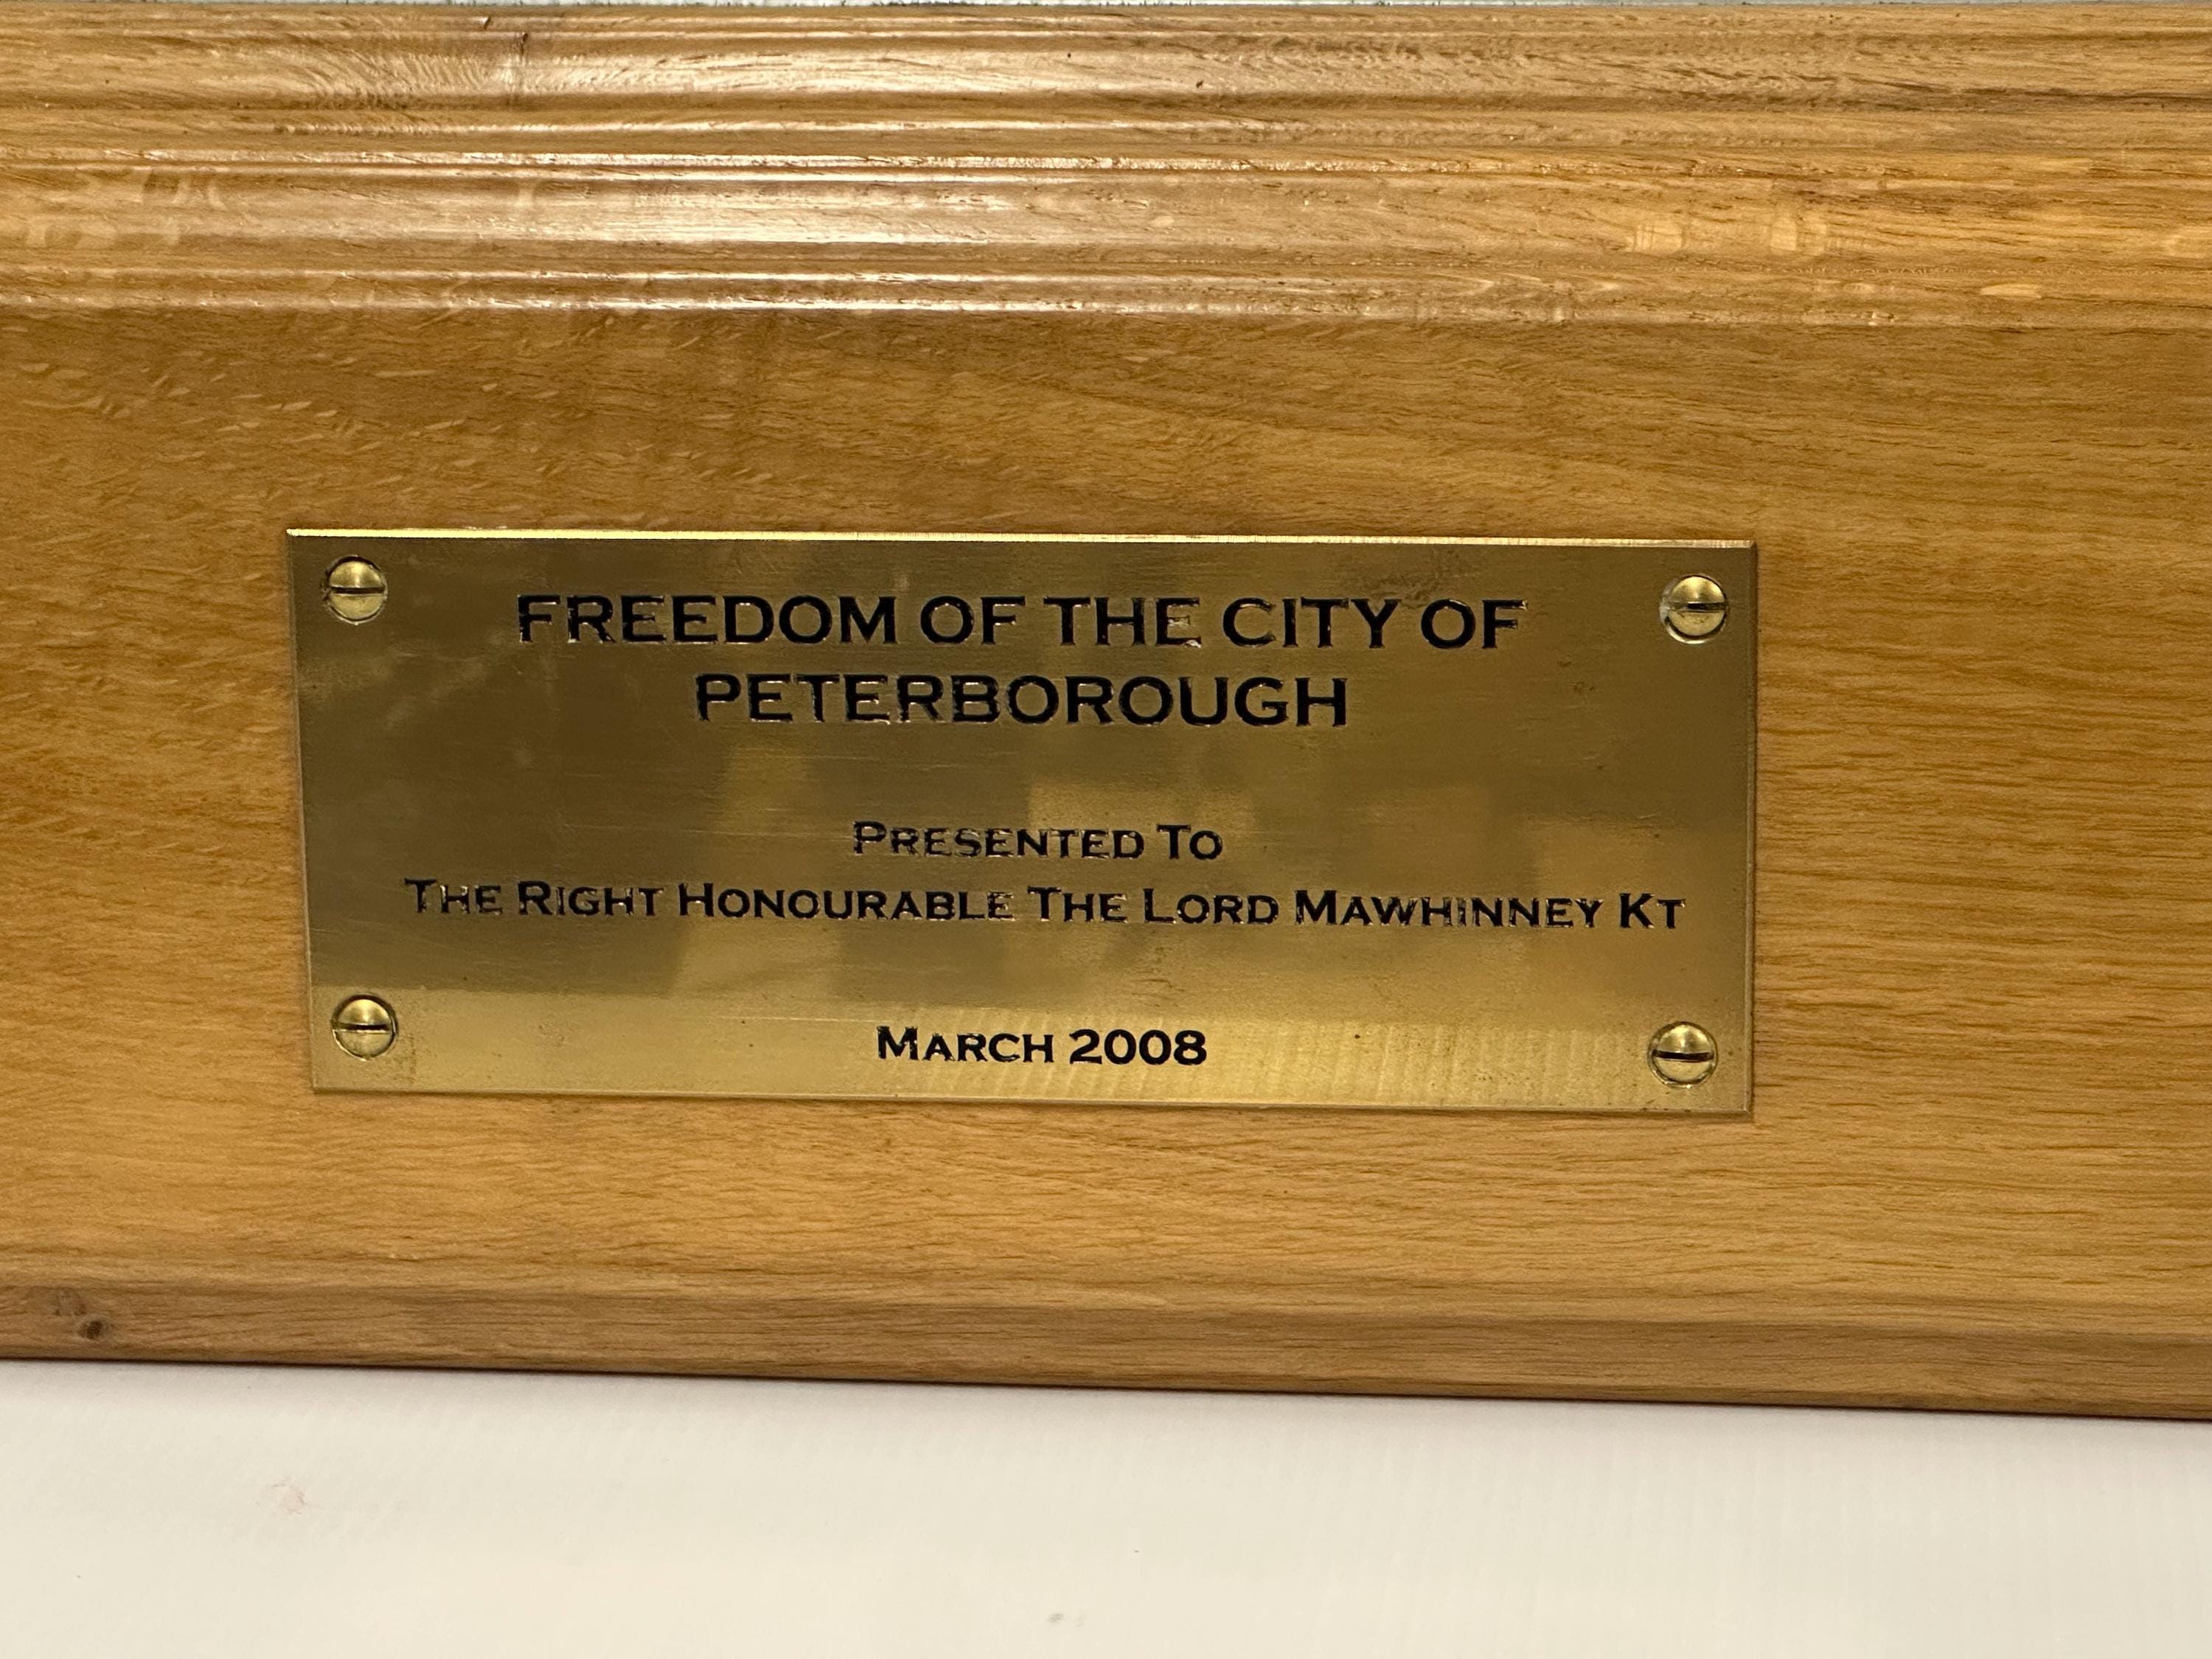 FREEDOM OF THE CITY OF
PETERBOROUGH
PRESENTED TO
THE RIGHT HONOURABLE THE LORD MAWHINNEY KT
MARCH 2008